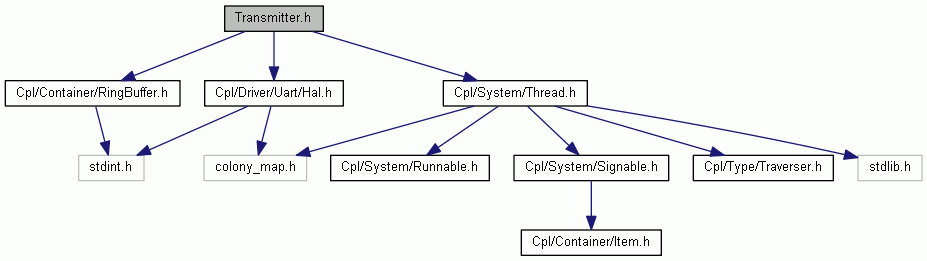 Transmitter.h
Cpl/Container/RingBuffer.h
Cpl/Driver/Uart/Hal.h
Cpl/System/Thread.h
stdint.h
colony_map.h
Cpl/System/Runnable.h
Cpl/System/Signable.h
Cpl/Type/Traverser.h
stdlib.h
Cpl/Container/Item.h